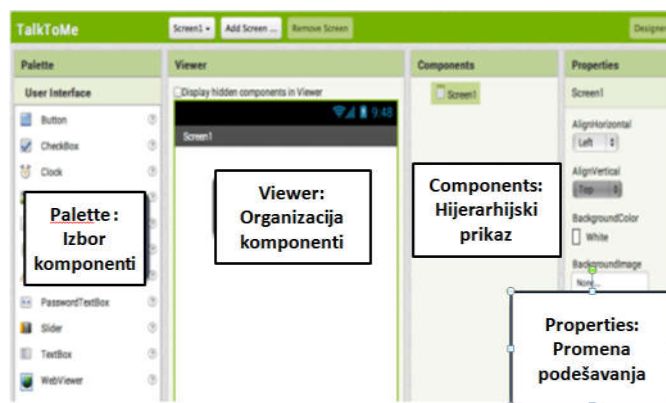 TalkToMe
Screen1
Add Screen ...
Remove Screen
Designer
Palette
Viewer
Components
Properties
User Interface
Button
CheckBox
Clock
PasswordTextBox
Slider
TextBox
WebViewer
Display hidden components in Viewer
9:48
Screen1
Screen1
Screen1
AlignHorizontal
Left
AlignVertical
Top
BackgroundColor
White
BackgroundImage
None...
Palette:
Izbor
komponenti
Viewer:
Organizacija
komponenti
Components:
Hijerarhijski
prikaz
Properties:
Promena
podešavanja